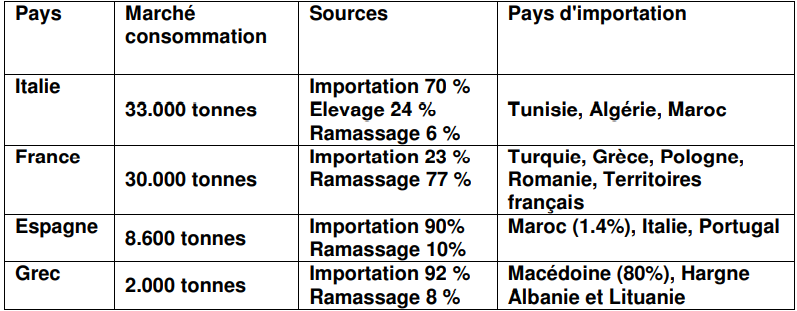 Pays
Marché
consommation
Sources
Pays d'importation
Italie
33.000 tonnes
Importation 70 %
Elevage 24 %
Ramassage 6 %
Tunisie, Algérie, Maroc
France
30.000 tonnes
Importation 23 %
Ramassage 77 %
Turquie, Grèce, Pologne,
Romanie, Territoires
français
Espagne
8.600 tonnes
Importation 90%
Ramassage 10%
Maroc (1.4%), Italie, Portugal
Grec
2.000 tonnes
Importation 92 %
Ramassage 8 %
Macédoine (80%), Hargne
Albanie et Lituanie